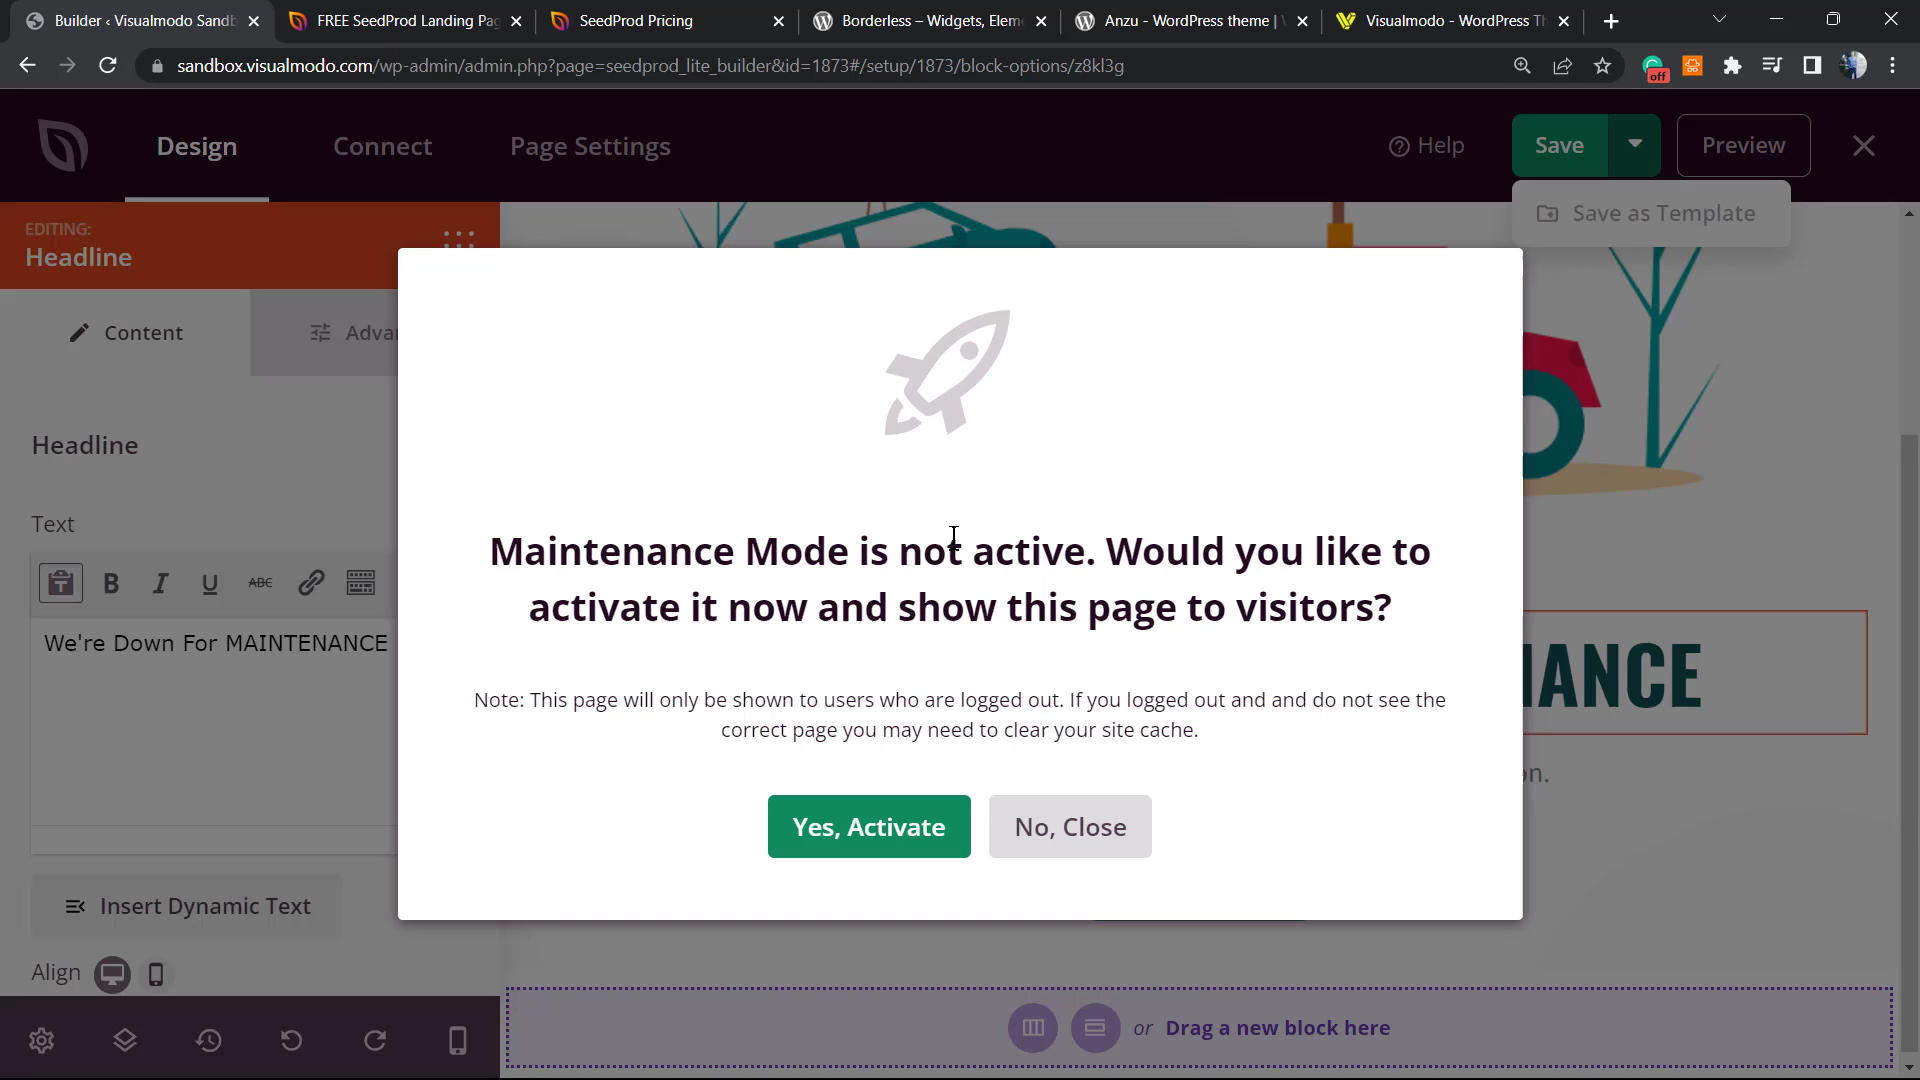 Builder ‹ Visualmodo Sandb
FREE SeedProd Landing Pag
SeedProd Pricing
Borderless – Widgets, Elem
Anzu - WordPress theme |
Visualmodo - WordPress Th
sandbox.visualmodo.com/wp-admin/admin.php?page=seedprod_lite_builder&id=1873#/setup/1873/block-options/z8kl3g
off
Design
Connect
Page Settings
Help
Save
Preview
Save as Template
EDITING:
Headline
Content
Adva
Headline
Text
B I U ABC
We're Down For MAINTENANCE
Insert Dynamic Text
Align
Maintenance Mode is not active. Would you like to
activate it now and show this page to visitors?
Note: This page will only be shown to users who are logged out. If you logged out and and do not see the
correct page you may need to clear your site cache.
Yes, Activate
No, Close
NANCE
on.
or Drag a new block here